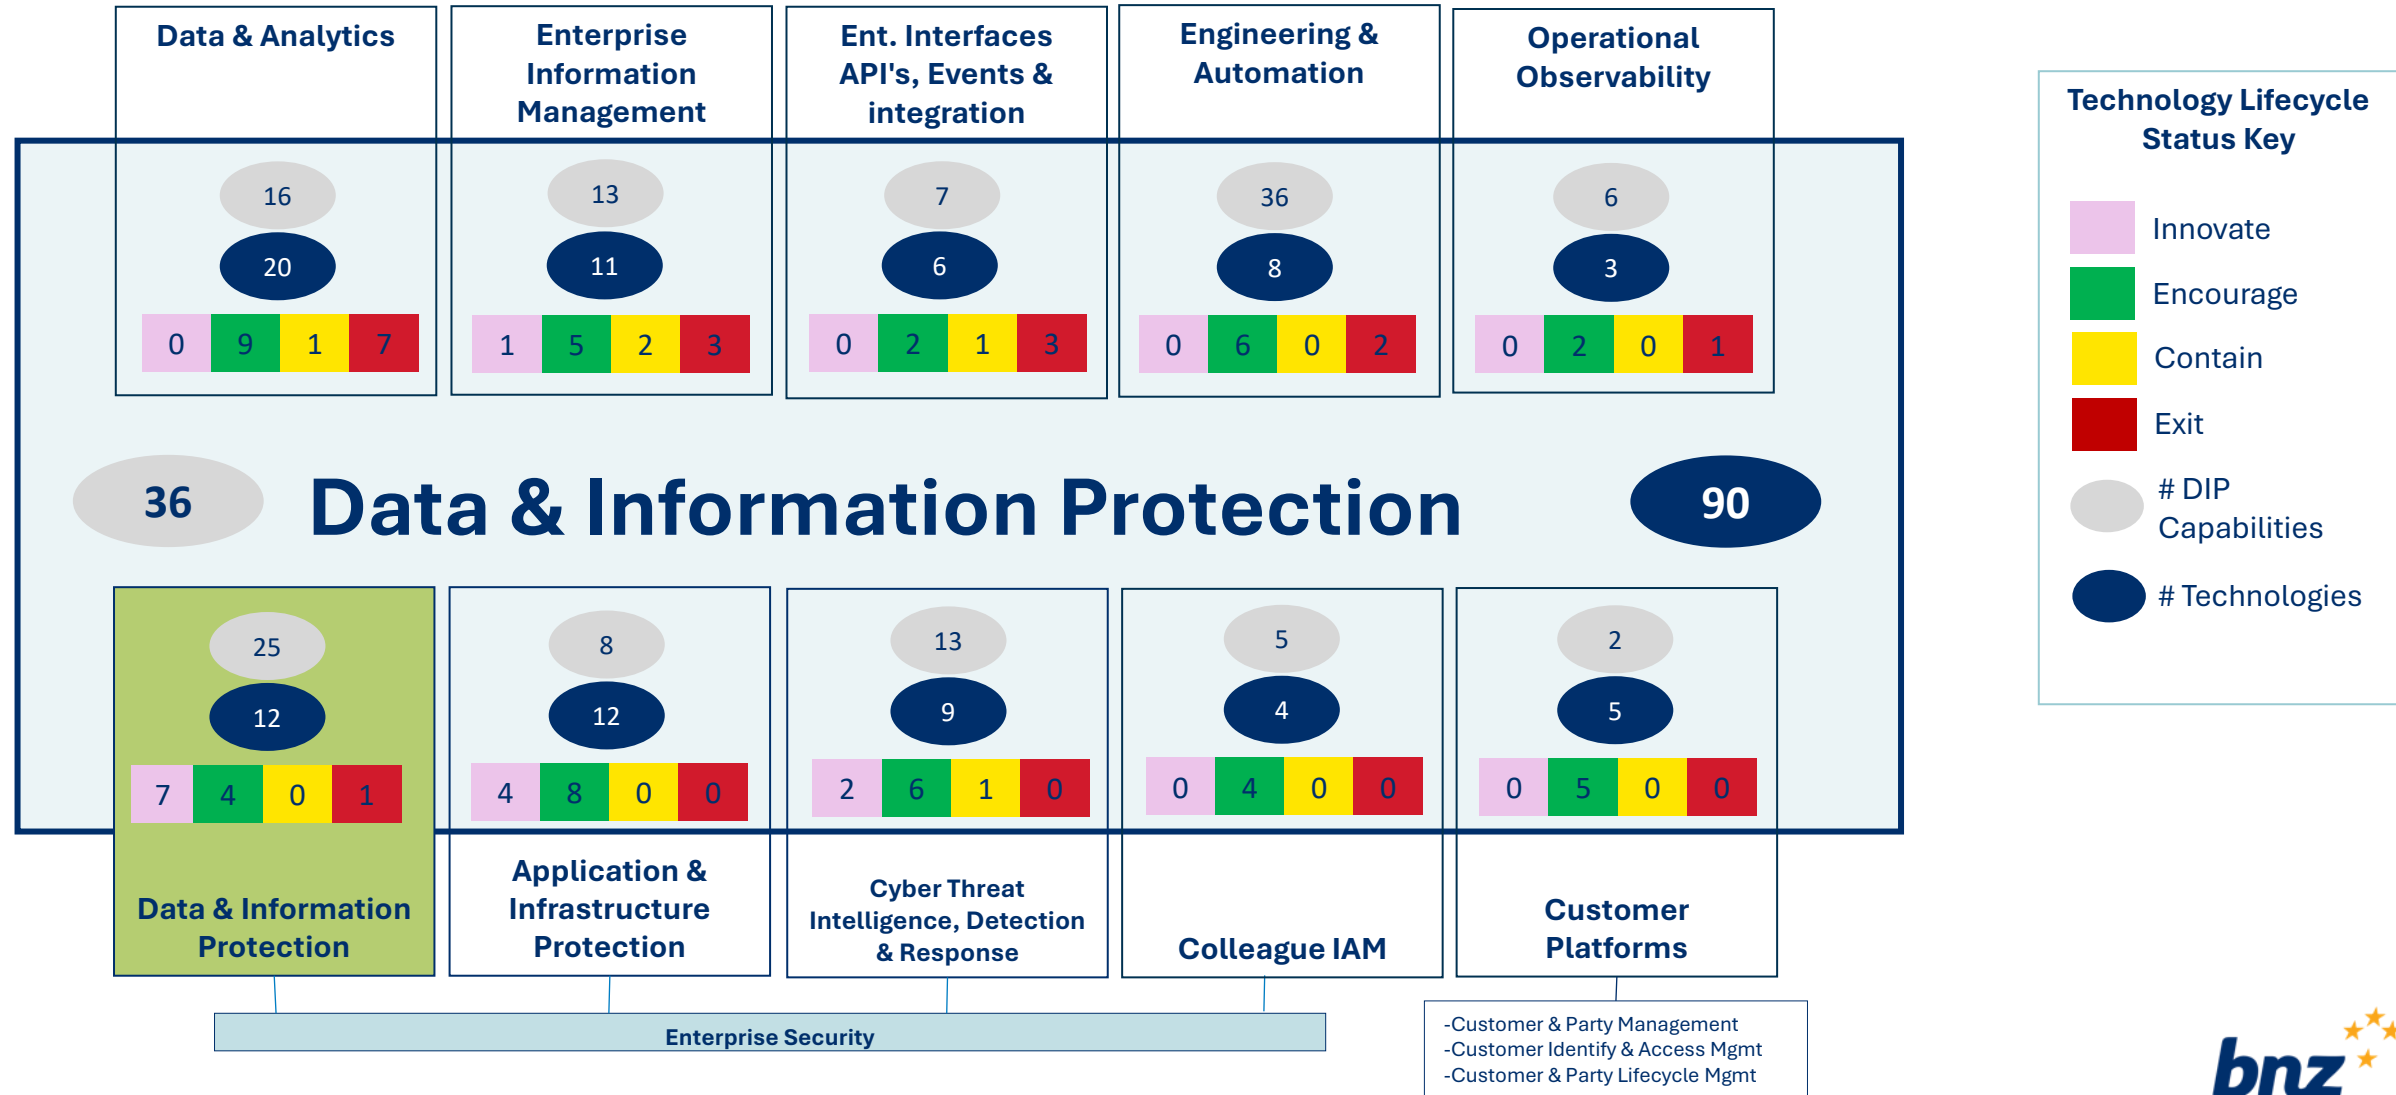 Data & Analytics
Enterprise
Information
Management
Ent. Interfaces
API's, Events &
integration
Engineering &
Automation
Operational
Observability
16
13
7
36
6
20
11
6
8
3
0 9 1 7
1 5 2 3
0 2 1 3
0 6 0 2
0 2 0 1
36
Data & Information Protection
90
25
8
13
5
2
12
12
9
4
5
7 4 0 1
4 8 0 0
2 6 1 0
0 4 0 0
0 5 0 0
Data & Information
Protection
Application &
Infrastructure
Protection
Cyber Threat
Intelligence, Detection
& Response
Colleague IAM
Customer
Platforms
Enterprise Security
-Customer & Party Management
-Customer Identify & Access Mgmt
-Customer & Party Lifecycle Mgmt
Technology Lifecycle
Status Key
Innovate
Encourage
Contain
Exit
# DIP
Capabilities
# Technologies
bnz